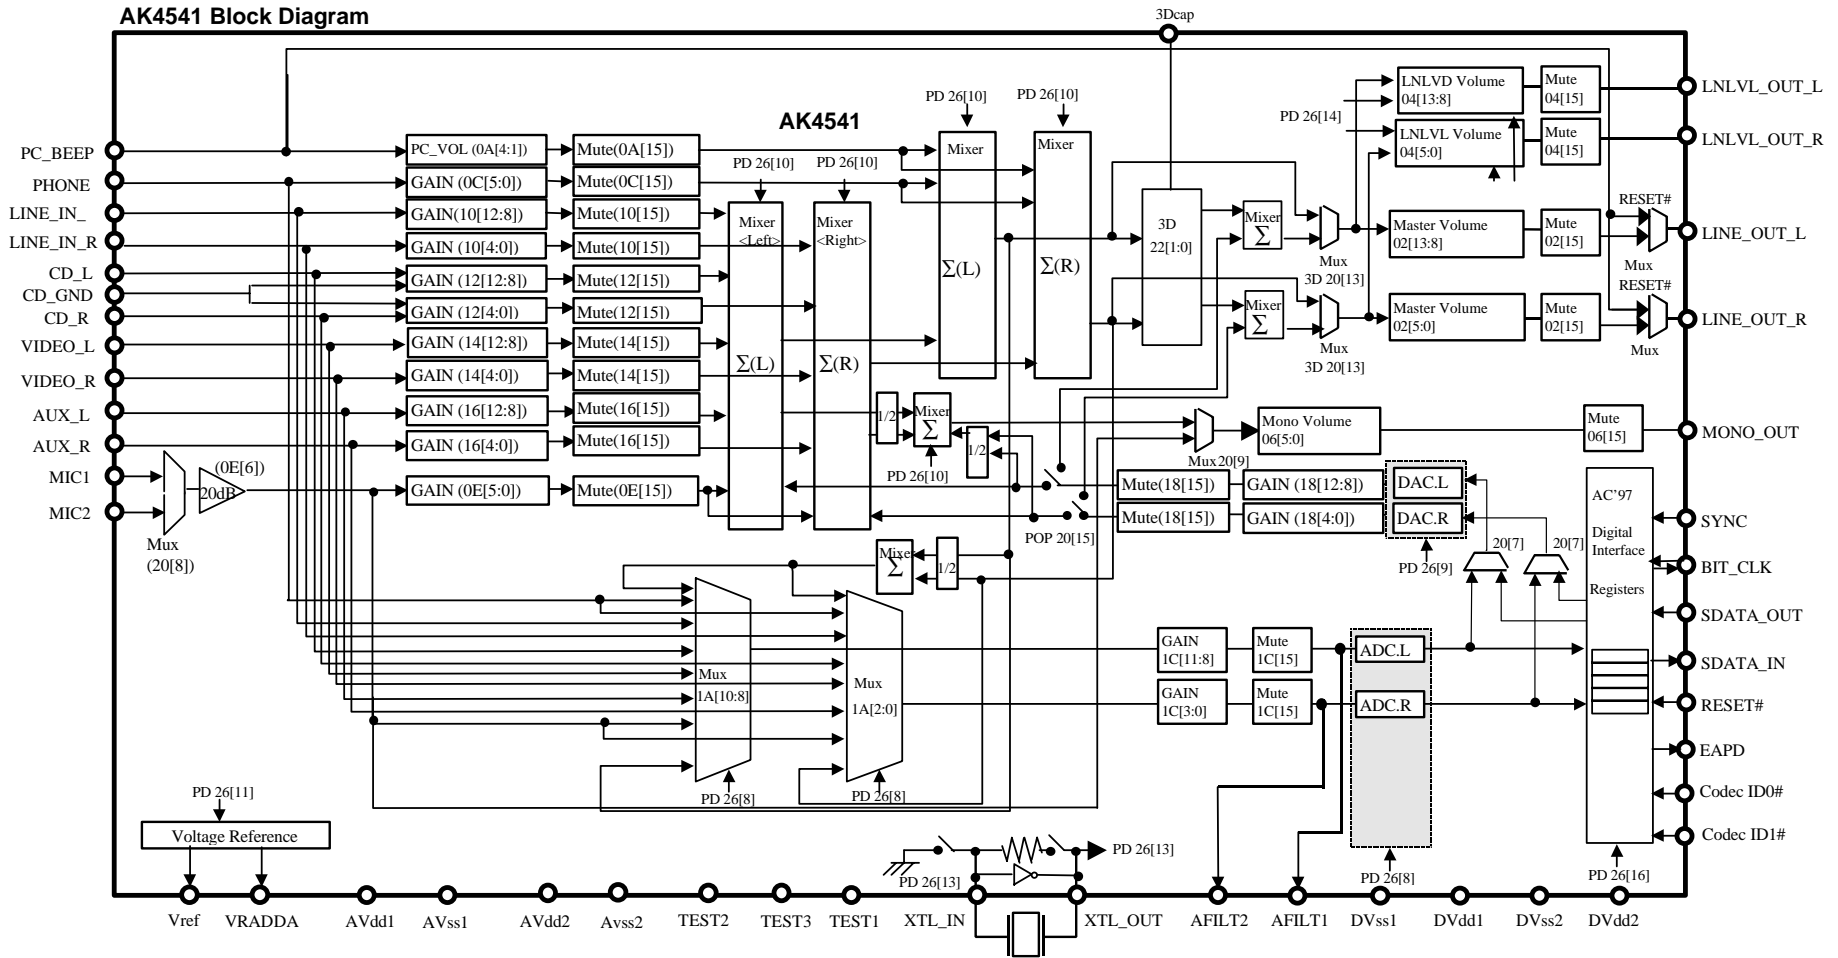 AK4541 Block Diagram
3Dcap
PD 26[10]
PD 26[10]
AK4541
PD 26[10]
PD 26[10]
PC_BEEP
PHONE
LINE_IN_
LINE_IN_R
CD_L
CD_GND
CD_R
VIDEO_L
VIDEO_R
AUX_L
AUX_R
MIC1
MIC2
Mux
(20[8])
(0E[6])
20dB
PC_VOL (0A[4:1])
Mute(0A[15])
GAIN (0C[5:0])
Mute(0C[15])
GAIN(10[12:8])
Mute(10[15])
GAIN (10[4:0])
Mute(10[15])
GAIN (12[12:8])
Mute(12[15])
GAIN (12[4:0])
Mute(12[15])
GAIN (14[12:8])
Mute(14[15])
GAIN (14[4:0])
Mute(14[15])
GAIN (16[12:8])
Mute(16[15])
GAIN (16[4:0])
Mute(16[15])
GAIN (0E[5:0])
Mute(0E[15])
Mixer
<Left>
Σ(L)
Mixer
<Right>
Σ(R)
Mixer
Σ(L)
Mixer
Σ(R)
3D
22[1:0]
Mixer
Σ
Mixer
Σ
Mux
3D 20[13]
Mux
3D 20[13]
PD 26[14]
LNLVD Volume
04[13:8]
Mute
04[15]
LNLVL Volume
04[5:0]
Mute
04[15]
Master Volume
02[13:8]
Mute
02[15]
Master Volume
02[5:0]
Mute
02[15]
RESET#
Mux
RESET#
Mux
LNLVL_OUT_L
LNLVL_OUT_R
LINE_OUT_L
LINE_OUT_R
1/2
Mixer
Σ
1/2
PD 26[10]
Mux20[9]
Mono Volume
06[5:0]
Mute
06[15]
MONO_OUT
Mute(18[15])
GAIN (18[12:8])
DAC.L
Mute(18[15])
GAIN (18[4:0])
DAC.R
POP 20[15]
PD 26[9]
20[7]
20[7]
AC’97
Digital
Interface
Registers
SYNC
BIT_CLK
SDATA_OUT
SDATA_IN
RESET#
EAPD
Codec ID0#
Codec ID1#
Mixer
Σ
1/2
Mux
1A[10:8]
Mux
1A[2:0]
PD 26[8]
PD 26[8]
GAIN
1C[11:8]
Mute
1C[15]
ADC.L
GAIN
1C[3:0]
Mute
1C[15]
ADC.R
PD 26[8]
PD 26[16]
PD 26[11]
Voltage Reference
PD 26[13]
PD 26[13]
Vref
VRADDA
AVdd1
AVss1
AVdd2
Avss2
TEST2
TEST3
TEST1
XTL_IN
XTL_OUT
AFILT2
AFILT1
DVss1
DVdd1
DVss2
DVdd2